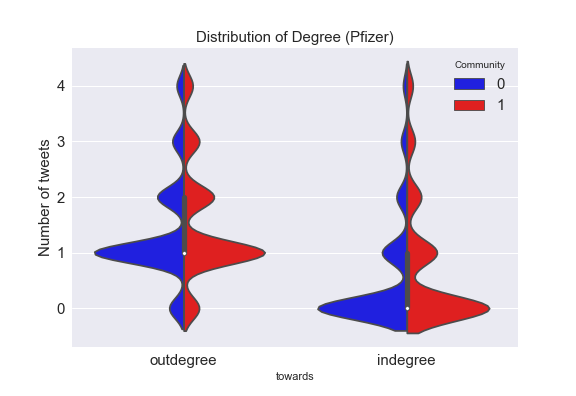 Distribution of Degree (Pfizer)
Community
0
1
4
3
2
1
0
Number of tweets
outdegree indegree
towards